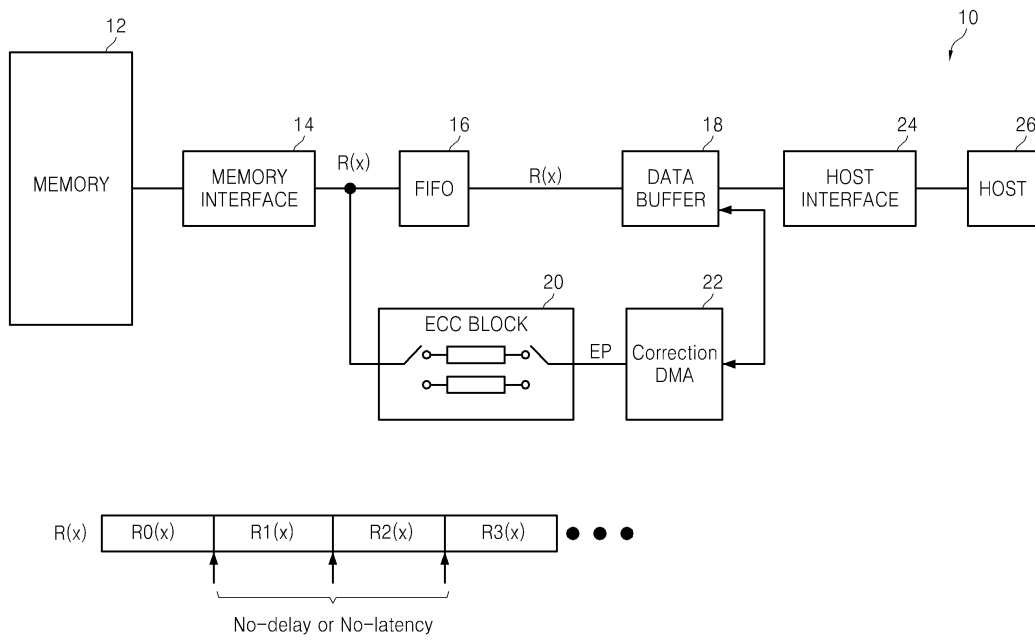 10
12
14
16
18
24
26
MEMORY
MEMORY
INTERFACE
R(x)
FIFO
R(x)
DATA
BUFFER
HOST
INTERFACE
HOST
20
22
ECC BLOCK
EP
Correction
DMA
R(x)
R0(x)
R1(x)
R2(x)
R3(x)
No-delay or No-latency